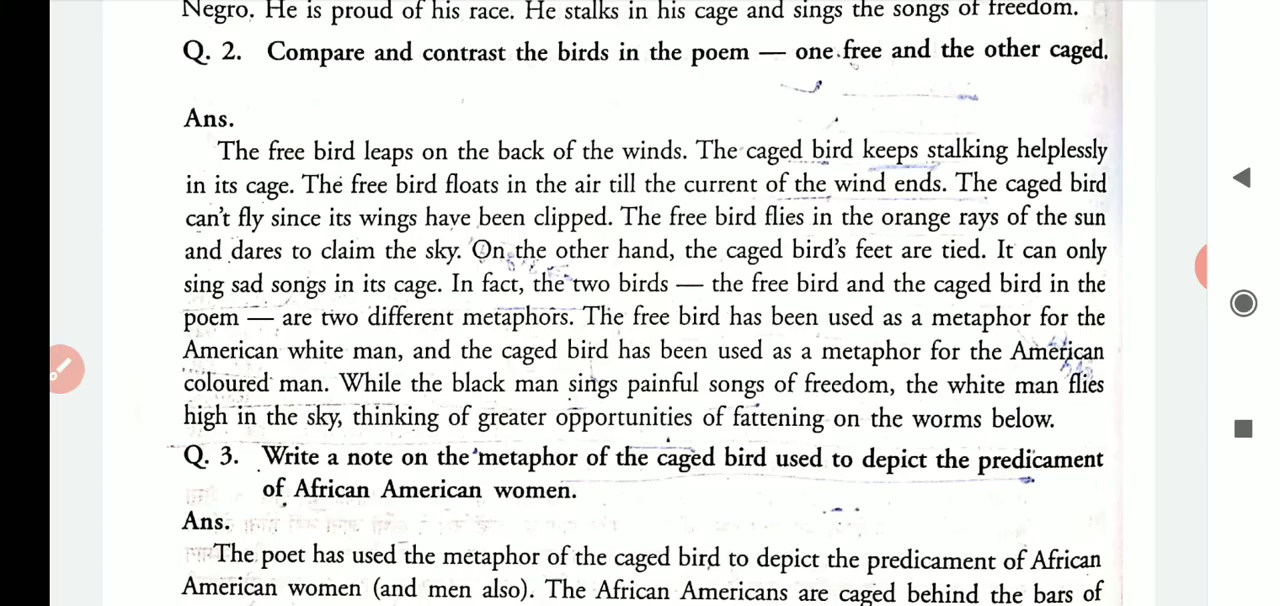 Negro. He is proud of his race. He stalks in his cage and sings the songs of freedom.
Q. 2. Compare and contrast the birds in the poem — one free and the other caged.
Ans.
The free bird leaps on the back of the winds. The caged bird keeps stalking helplessly
in its cage. The free bird floats in the air till the current of the wind ends. The caged bird
can't fly since its wings have been clipped. The free bird flies in the orange rays of the sun
and dares to claim the sky. On the other hand, the caged bird's feet are tied. It can only
sing sad songs in its cage. In fact, the two birds — the free bird and the caged bird in the
poem — are two different metaphors. The free bird has been used as a metaphor for the
American white man, and the caged bird has been used as a metaphor for the American
coloured man. While the black man sings painful songs of freedom, the white man flies
high in the sky, thinking of greater opportunities of fattening on the worms below.
Q. 3. Write a note on the metaphor of the caged bird used to depict the predicament
of African American women.
Ans.
The poet has used the metaphor of the caged bird to depict the predicament of African
American women (and men also). The African Americans are caged behind the bars of